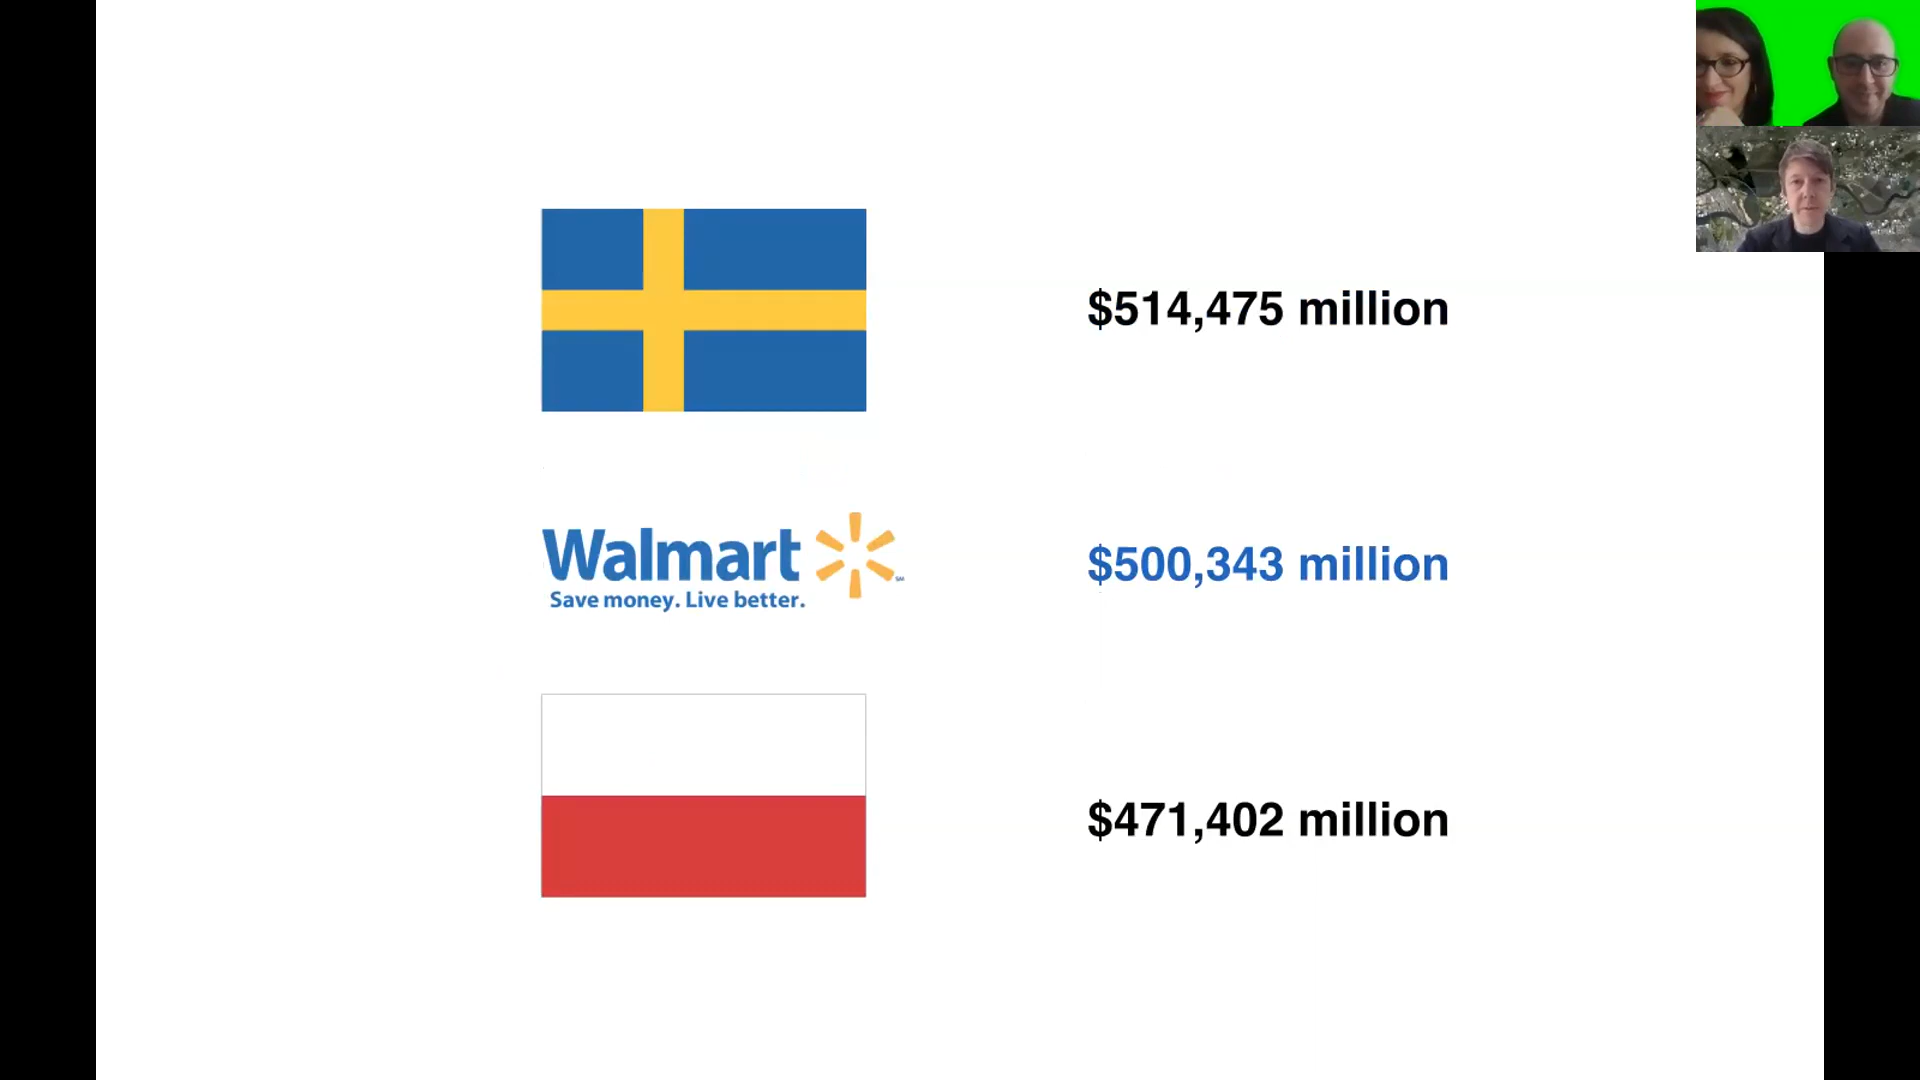 $514,475 million
Walmart
Save money. Live better.
$500,343 million
$471,402 million